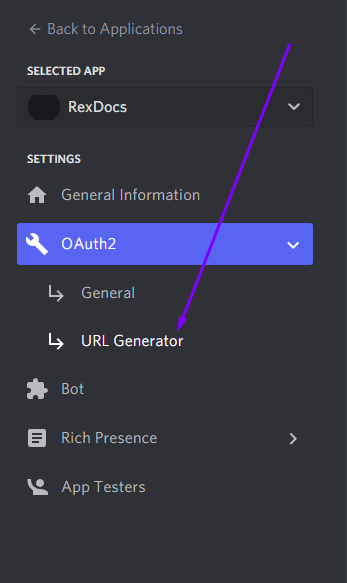 Back to Applications
SELECTED APP
RexDocs
SETTINGS
General Information
OAuth2
General
URL Generator
Bot
Rich Presence
App Testers